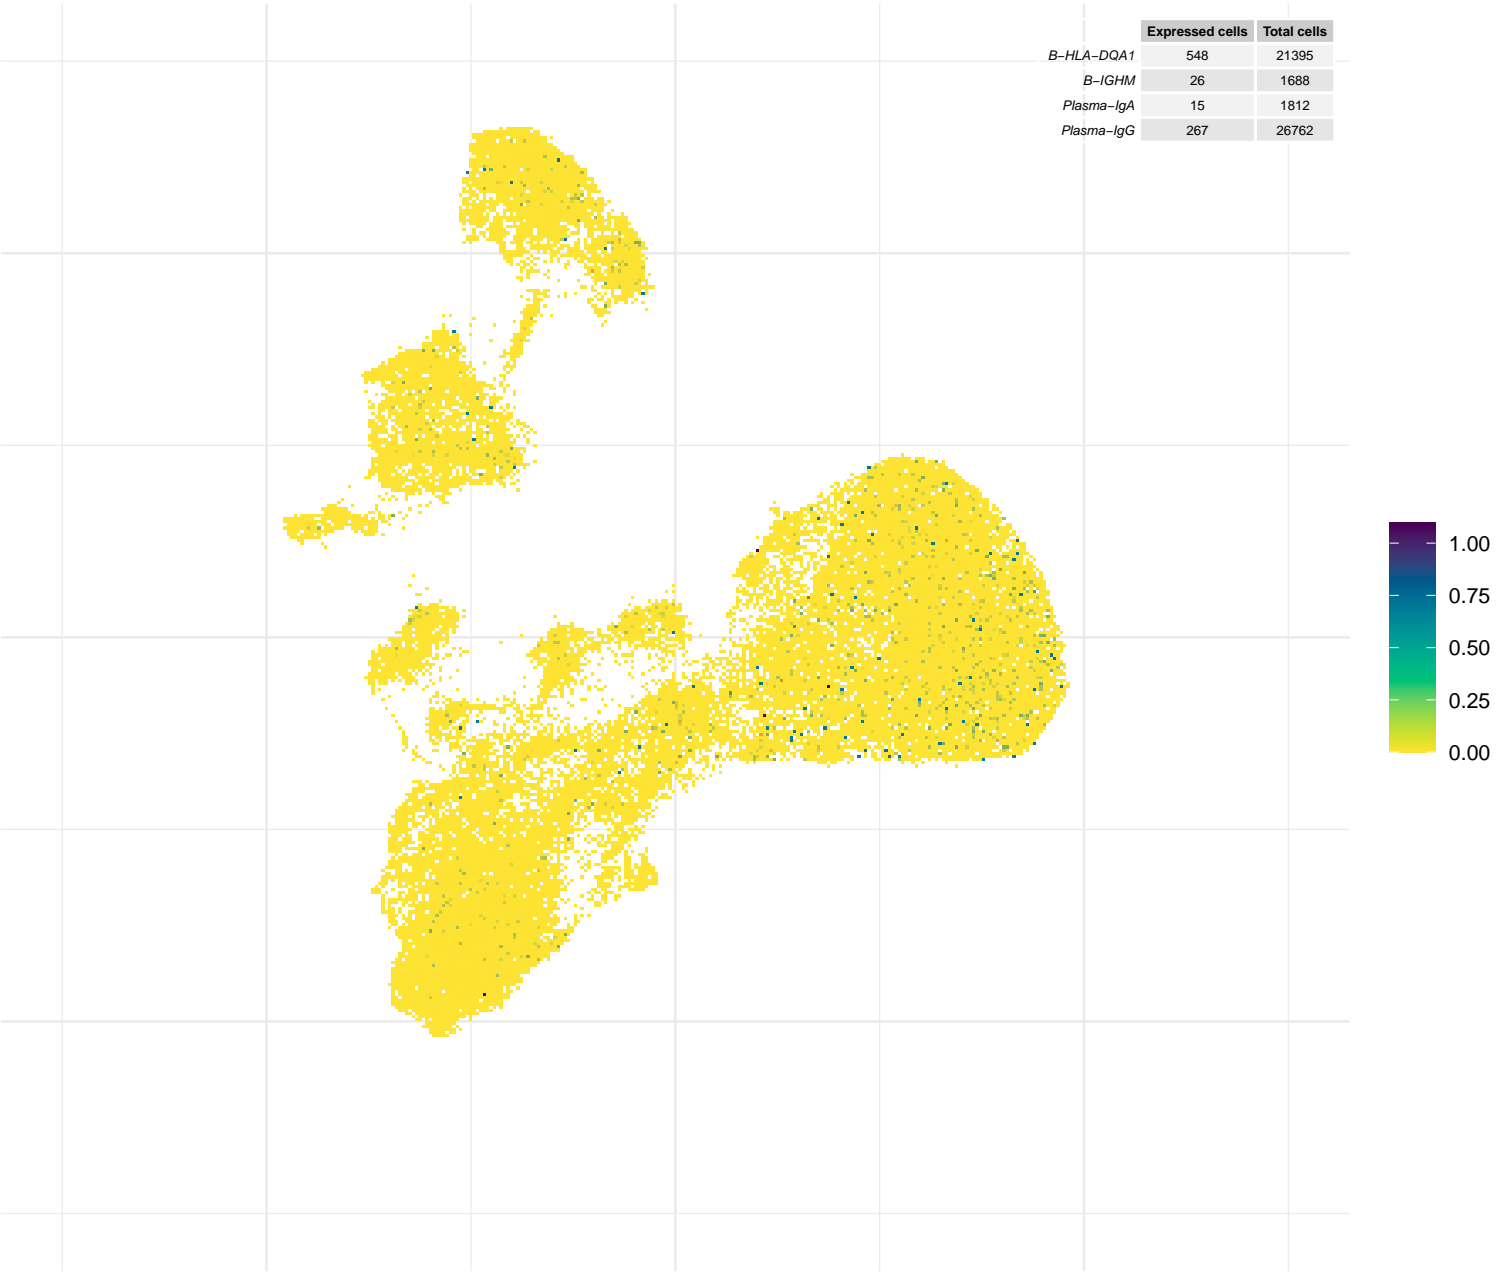 Expressed cells Total cells
B−HLA−DQA1 548 21395
B−IGHM 26 1688
Plasma−IgA 15 1812
Plasma−IgG 267 26762
1.00
0.75
0.50
0.25
0.00